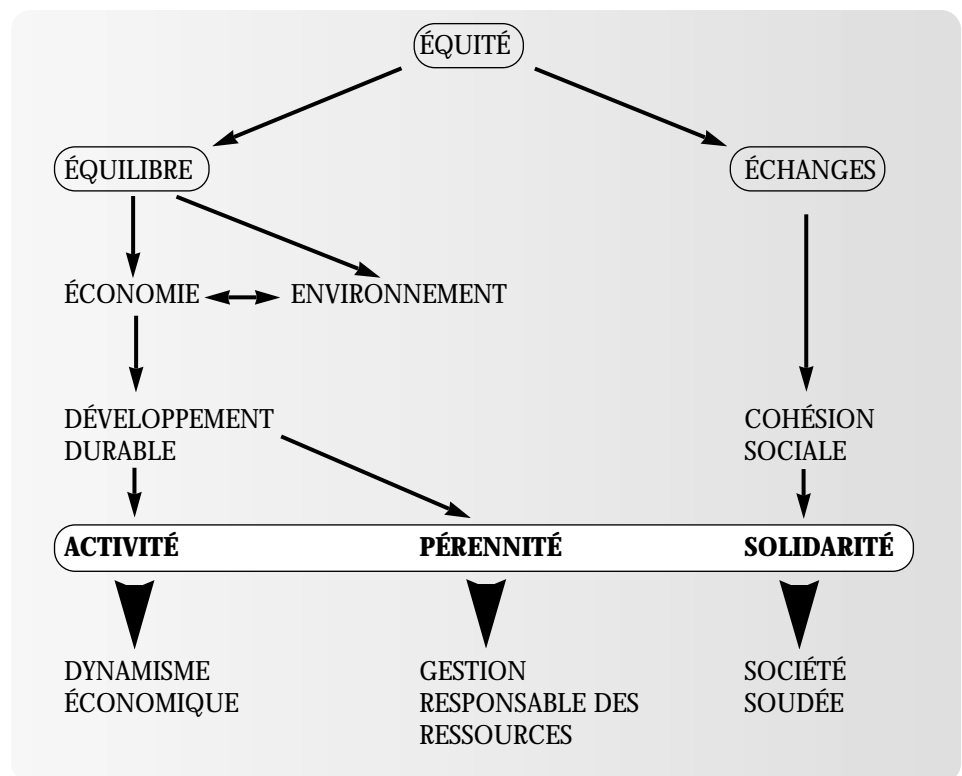 ÉQUITÉ
ÉQUILIBRE
ÉCHANGES
ÉCONOMIE
ENVIRONNEMENT
DÉVELOPPEMENT
DURABLE
COHÉSION
SOCIALE
ACTIVITÉ
PÉRENNITÉ
SOLIDARITÉ
DYNAMISME
ÉCONOMIQUE
GESTION
RESPONSABLE DES
RESSOURCES
SOCIÉTÉ
SOUDÉE